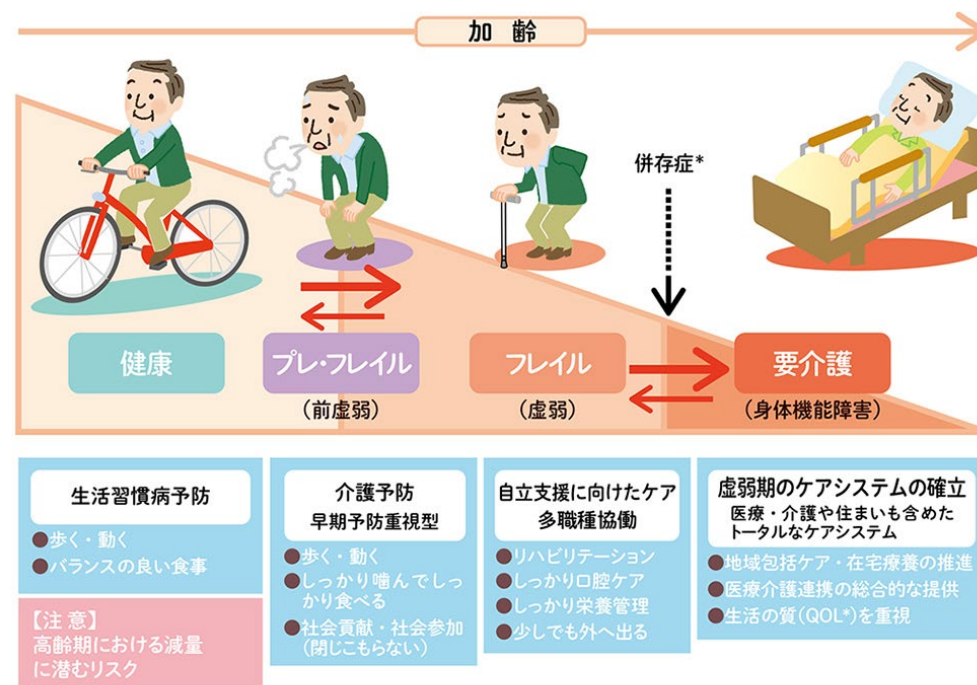 加齢
併存症*
健康
プレ・フレイル
(前虚弱)
フレイル
(虚弱)
要介護
(身体機能障害)
生活習慣病予防
●歩く・動く
●バランスの良い食事
【注意】
高齢期における減量
に潜むリスク
介護予防
早期予防重視型
●歩く・動く
●しっかり噛んでしっ
かり食べる
●社会貢献・社会参加
(閉じこもらない)
自立支援に向けたケア
多職種協働
●リハビリテーション
●しっかり口腔ケア
●しっかり栄養管理
●少しでも外へ出る
虚弱期のケアシステムの確立
医療・介護や住まいも含めた
トータルなケアシステム
●地域包括ケア・在宅療養の推進
●医療介護連携の総合的な提供
●生活の質(QOL*)を重視